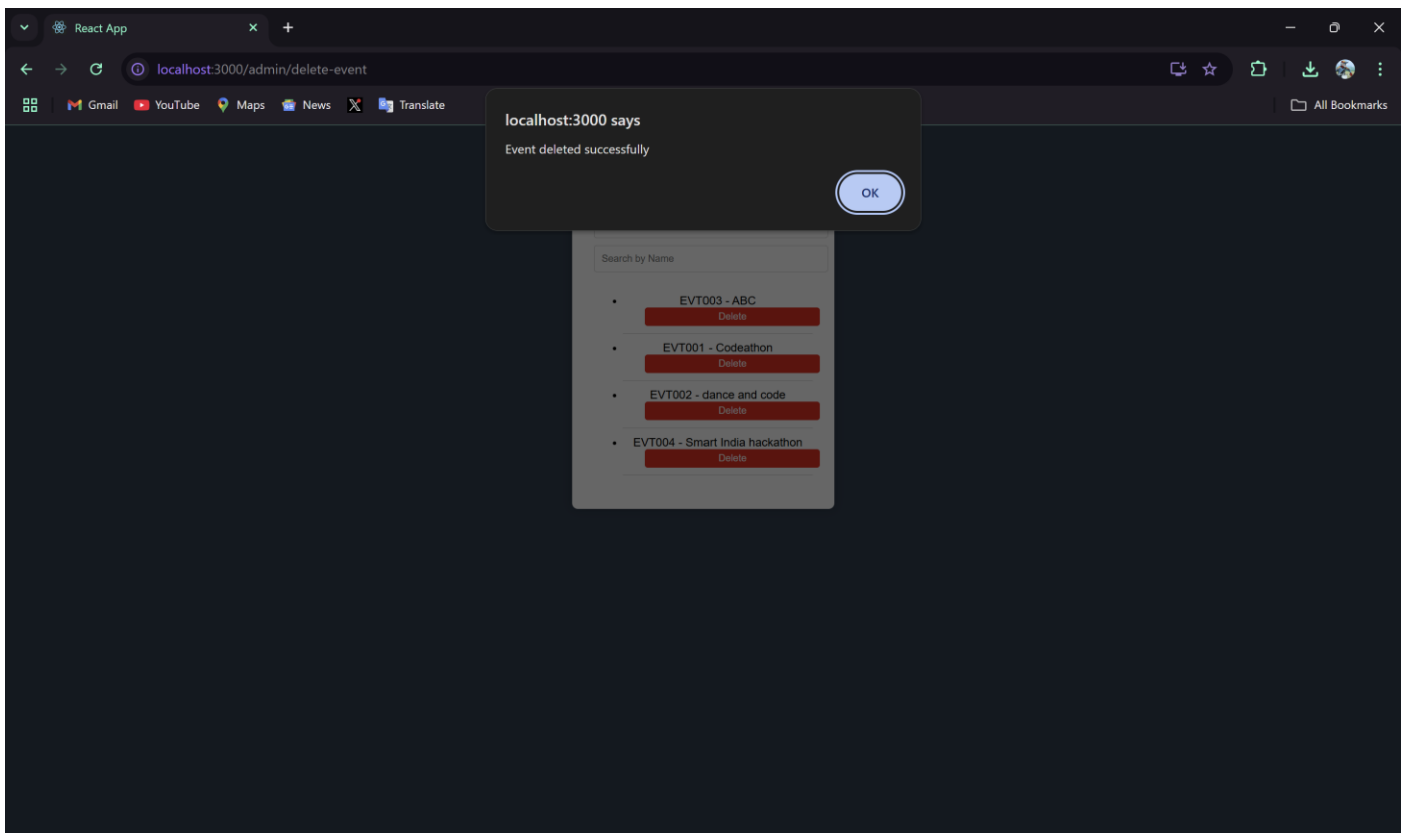 React App
localhost:3000/admin/delete-event
Gmail YouTube Maps News Translate All Bookmarks
localhost:3000 says
Event deleted successfully
OK
Search by Name
EVT003 - ABC
Delete
EVT001 - Codeathon
Delete
EVT002 - dance and code
Delete
EVT004 - Smart India hackathon
Delete